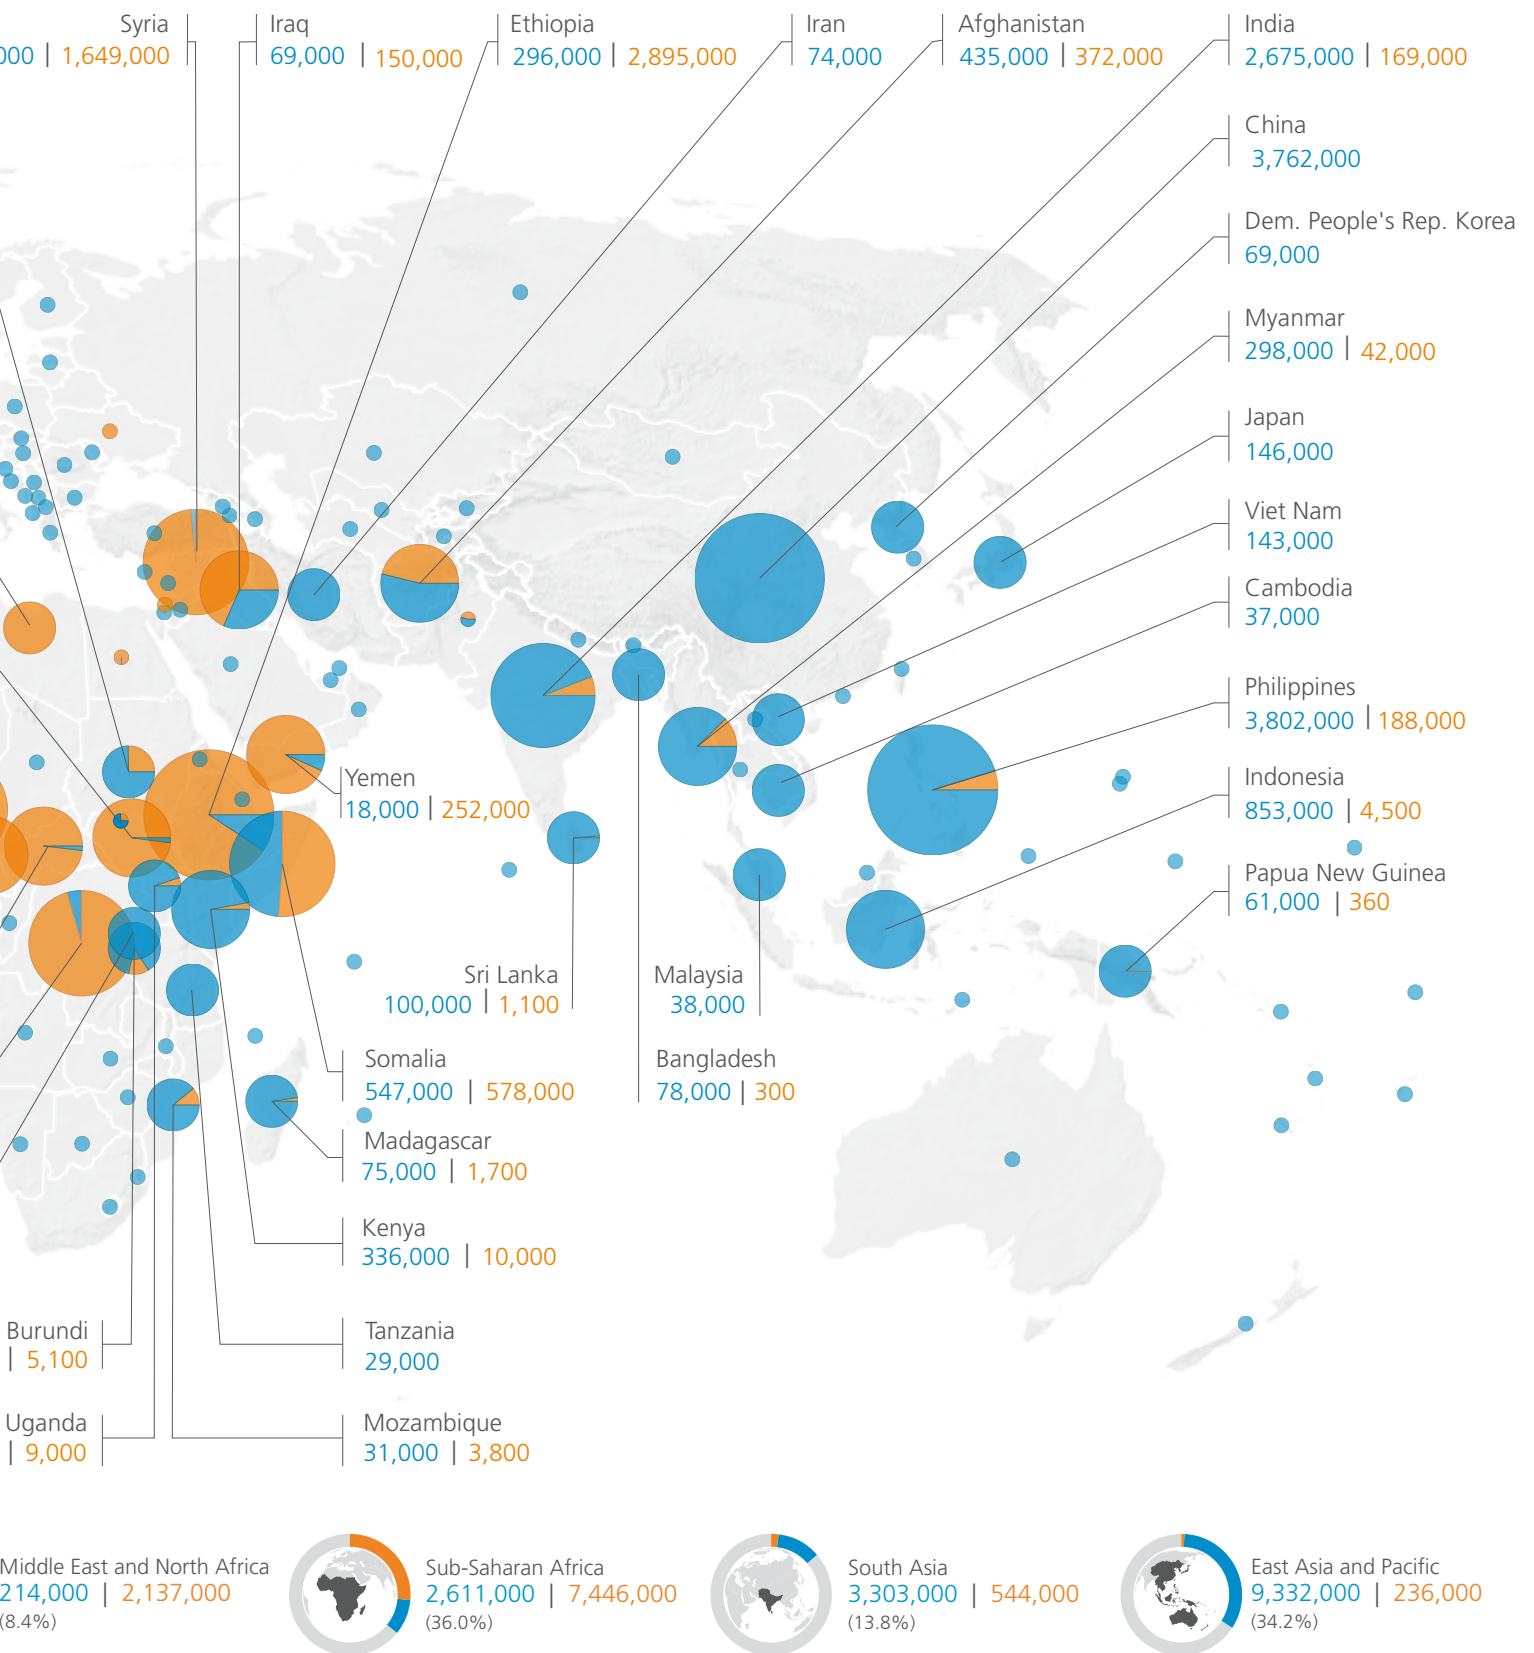 Syria
000 | 1,649,000
Iraq
69,000 | 150,000
Ethiopia
296,000 | 2,895,000
Iran
74,000
Afghanistan
435,000 | 372,000
India
2,675,000 | 169,000
China
3,762,000
Dem. People's Rep. Korea
69,000
Myanmar
298,000 | 42,000
Japan
146,000
Viet Nam
143,000
Cambodia
37,000
Philippines
3,802,000 | 188,000
Indonesia
853,000 | 4,500
Papua New Guinea
61,000 | 360
Yemen
18,000 | 252,000
Sri Lanka
100,000 | 1,100
Malaysia
38,000
Somalia
547,000 | 578,000
Bangladesh
78,000 | 300
Madagascar
75,000 | 1,700
Kenya
336,000 | 10,000
Burundi
| 5,100
Tanzania
29,000
Uganda
| 9,000
Mozambique
31,000 | 3,800
Middle East and North Africa
214,000 | 2,137,000
(8.4%)
Sub-Saharan Africa
2,611,000 | 7,446,000
(36.0%)
South Asia
3,303,000 | 544,000
(13.8%)
East Asia and Pacific
9,332,000 | 236,000
(34.2%)